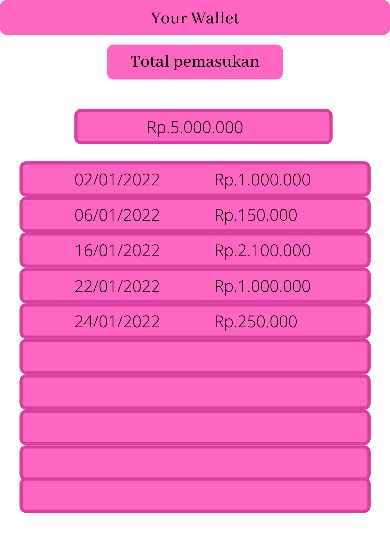 Your Wallet
Total pemasukan
Rp.5.000.000
02/01/2022 Rp.1.000.000
06/01/2022 Rp.150.000
16/01/2022 Rp.2.100.000
22/01/2022 Rp.1.000.000
24/01/2022 Rp.250.000